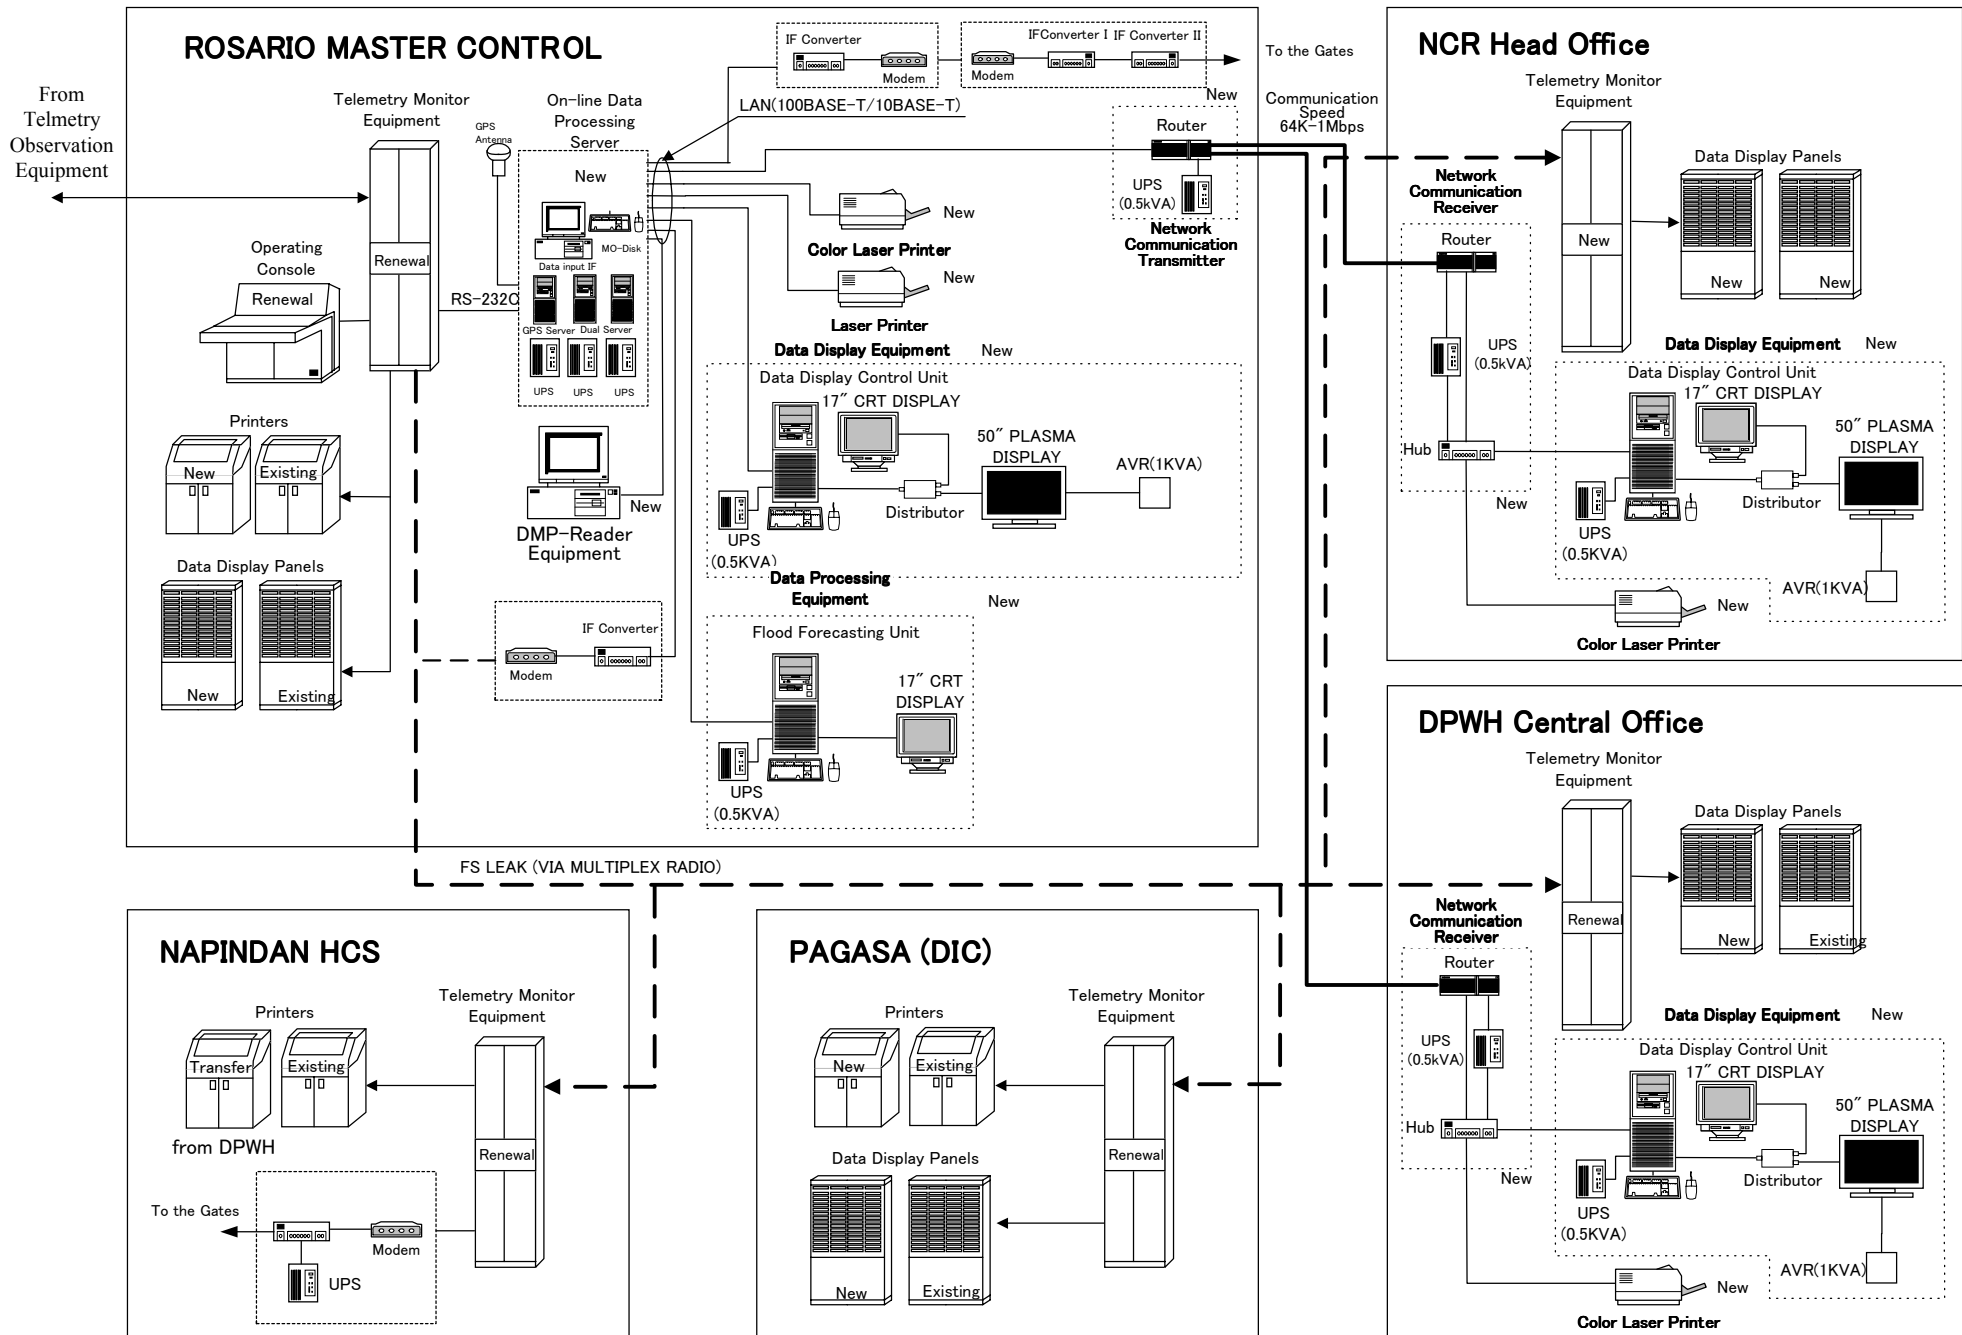 ROSARIO MASTER CONTROL
From
Telmetry
Observation
Equipment
Telemetry Monitor
Equipment
Renewal
Operating
Console
Renewal
RS-232C
GPS
Antenna
On-line Data
Processing
Server
New
MO-Disk
Data input IF
GPS Server Dual Server
UPS UPS UPS
LAN(100BASE-T/10BASE-T)
IF Converter
Modem
IFConverter I IF Converter II
Modem
To the Gates
New
Router
UPS
(0.5kVA)
Network
Communication
Transmitter
Communication
Speed
64K-1Mbps
New
Color Laser Printer
New
Laser Printer
Data Display Equipment New
Data Display Control Unit
17" CRT DISPLAY
50" PLASMA
DISPLAY
AVR(1KVA)
Distributor
UPS
(0.5KVA)
Printers
New
Existing
Data Display Panels
New
Existing
New
DMP-Reader
Equipment
IF Converter
Modem
Data Processing
Equipment
New
Flood Forecasting Unit
17" CRT
DISPLAY
UPS
(0.5KVA)
FS LEAK (VIA MULTIPLEX RADIO)
NCR Head Office
Telemetry Monitor
Equipment
New
Data Display Panels
New
New
Network
Communication
Receiver
Router
UPS
(0.5kVA)
Hub
New
Data Display Equipment New
Data Display Control Unit
17" CRT DISPLAY
50" PLASMA
DISPLAY
Distributor
UPS
(0.5KVA)
AVR(1KVA)
New
Color Laser Printer
DPWH Central Office
Telemetry Monitor
Equipment
Renewal
Data Display Panels
New
Existing
Network
Communication
Receiver
Router
UPS
(0.5kVA)
Hub
New
Data Display Equipment New
Data Display Control Unit
17" CRT DISPLAY
50" PLASMA
DISPLAY
Distributor
UPS
(0.5KVA)
AVR(1KVA)
New
Color Laser Printer
NAPINDAN HCS
Printers
Transfer
Existing
from DPWH
Telemetry Monitor
Equipment
Renewal
To the Gates
Modem
UPS
PAGASA (DIC)
Printers
New
Existing
Telemetry Monitor
Equipment
Renewal
Data Display Panels
New
Existing